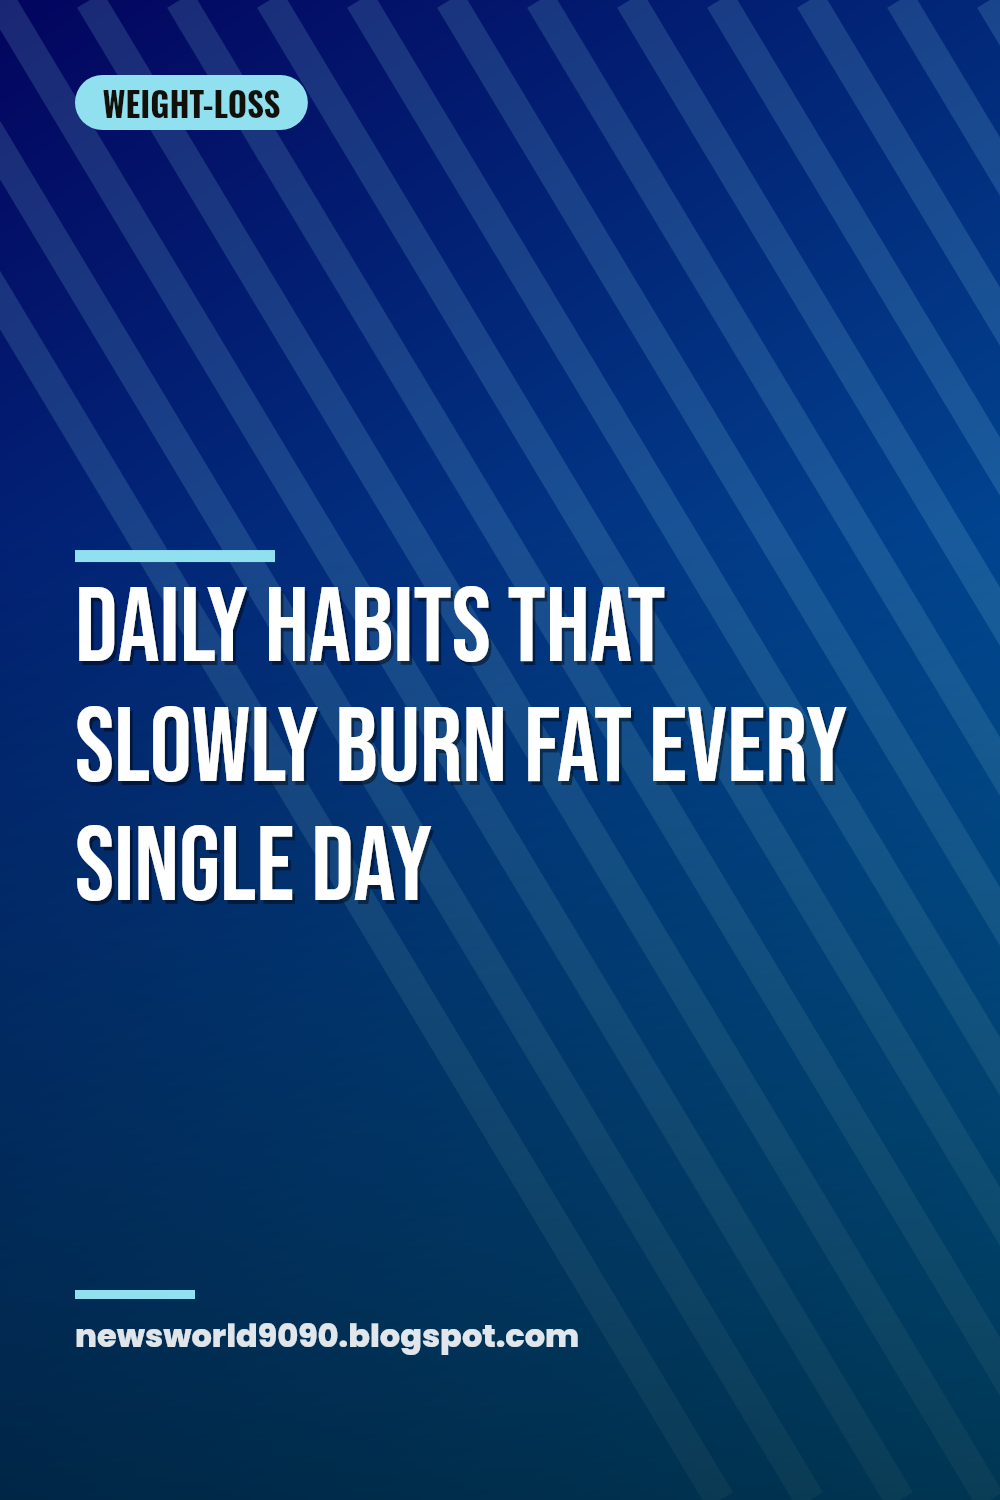 WEIGHT-LOSS
DAILY HABITS THAT
SLOWLY BURN FAT EVERY
SINGLE DAY
newsworld9090.blogspot.com